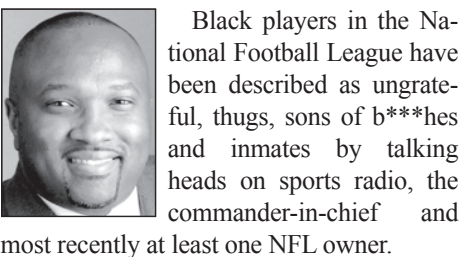 Black players in the Na-
tional Football League have
been described as ungrate-
ful, thugs, sons of b***hes
and inmates by talking
heads on sports radio, the
commander-in-chief and
most recently at least one NFL owner.